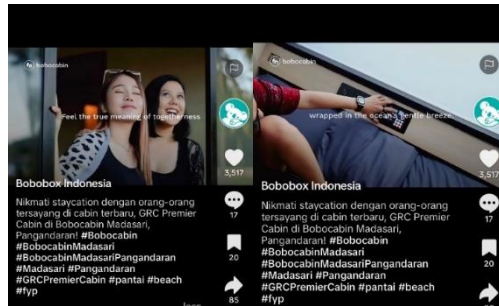 bobocabin
Feel the true meaning of togetherness
3,517
Bobobox Indonesia
17
Nikmati staycation dengan orang-orang
tersayang di cabin terbaru, GRC Premier
Cabin di Bobocabin Madasari,
Pangandaran! #Bobocabin
#BobocabinMadasari
20
#BobocabinMadasariPangandaran
#Madasari #Pangandaran
#GRCPremierCabin #pantai #beach
#fyp
85
less
bobocabin
wrapped in the ocean's gentle breeze
3,517
Bobobox Indonesia
17
Nikmati staycation dengan orang-orang
tersayang di cabin terbaru, GRC Premier
Cabin di Bobocabin Madasari,
Pangandaran! #Bobocabin
#BobocabinMadasari
20
#BobocabinMadasariPangandaran
#Madasari #Pangandaran
#GRCPremierCabin #pantai #beach
#fyp